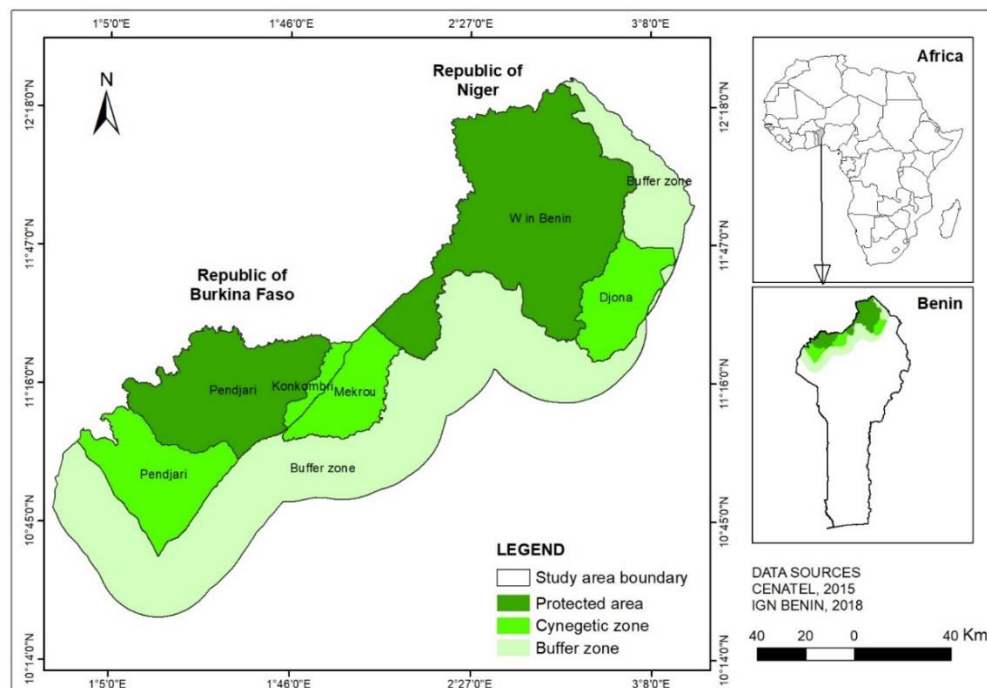 1°5'0"E 1°46'0"E 2°27'0"E 3°8'0"E
N
Republic of
Niger
12°18'0"N
12°18'0"N
Buffer zone
W in Benin
11°47'0"N
11°47'0"N
Republic of
Burkina Faso
Djona
Pendjari
Konkombri
Mekrou
11°16'0"N
11°16'0"N
Pendjari
Buffer zone
10°45'0"N
10°45'0"N
LEGEND
Study area boundary
Protected area
Cynegetic zone
Buffer zone
10°14'0"N
10°14'0"N
1°5'0"E 1°46'0"E 2°27'0"E 3°8'0"E
Africa
Benin
DATA SOURCES
CENATEL, 2015
IGN BENIN, 2018
40 20 0 40 Km